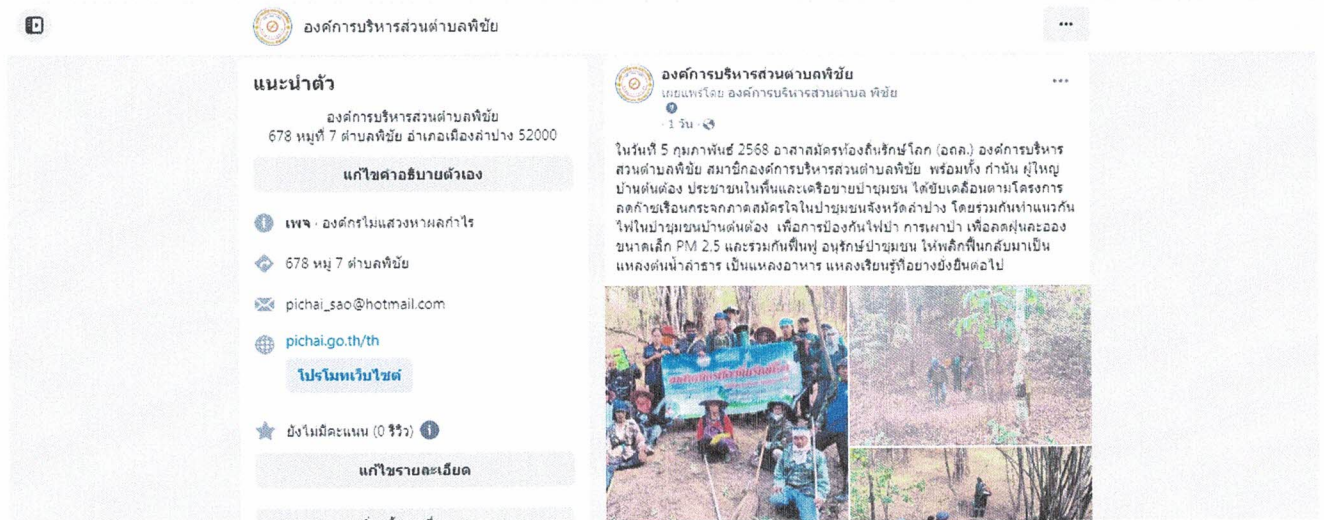 องค์การบริหารส่วนตำบลพิชัย
แนะนำตัว
องค์การบริหารส่วนตำบลพิชัย
678 หมู่ที่ 7 ตำบลพิชัย อำเภอเมืองลำปาง 52000
แก้ไขคำอธิบายตัวเอง
เพจ · องค์กรไม่แสวงหาผลกำไร
678 หมู่ 7 ตำบลพิชัย
pichai_sao@hotmail.com
pichai.go.th/th
โปรโมทเว็บไซต์
ยังไม่มีคะแนน (0 รีวิว)
แก้ไขรายละเอียด
องค์การบริหารส่วนตำบลพิชัย
เผยแพร่โดย องค์การบริหารส่วนตำบล พิชัย
· 1 วัน ·
ในวันที่ 5 กุมภาพันธ์ 2568 อาสาสมัครท้องถิ่นรักษ์โลก (อถล.) องค์การบริหาร
ส่วนตำบลพิชัย สมาชิกองค์การบริหารส่วนตำบลพิชัย พร้อมทั้ง กำนัน ผู้ใหญ่
บ้านต้นต้อง ประชาชนในพื้นและเครือข่ายป่าชุมชน ได้ขับเคลื่อนตามโครงการ
ลดก๊าซเรือนกระจกภาคสมัครใจในป่าชุมชนจังหวัดลำปาง โดยร่วมกันทำแนวกัน
ไฟในป่าชุมชนบ้านต้นต้อง เพื่อการป้องกันไฟป่า การเผาป่า เพื่อลดฝุ่นละออง
ขนาดเล็ก PM 2.5 และร่วมกันฟื้นฟู อนุรักษ์ป่าชุมชน ให้พลิกฟื้นกลับมาเป็น
แหล่งต้นน้ำลำธาร เป็นแหล่งอาหาร แหล่งเรียนรู้ที่อย่างยั่งยืนต่อไป